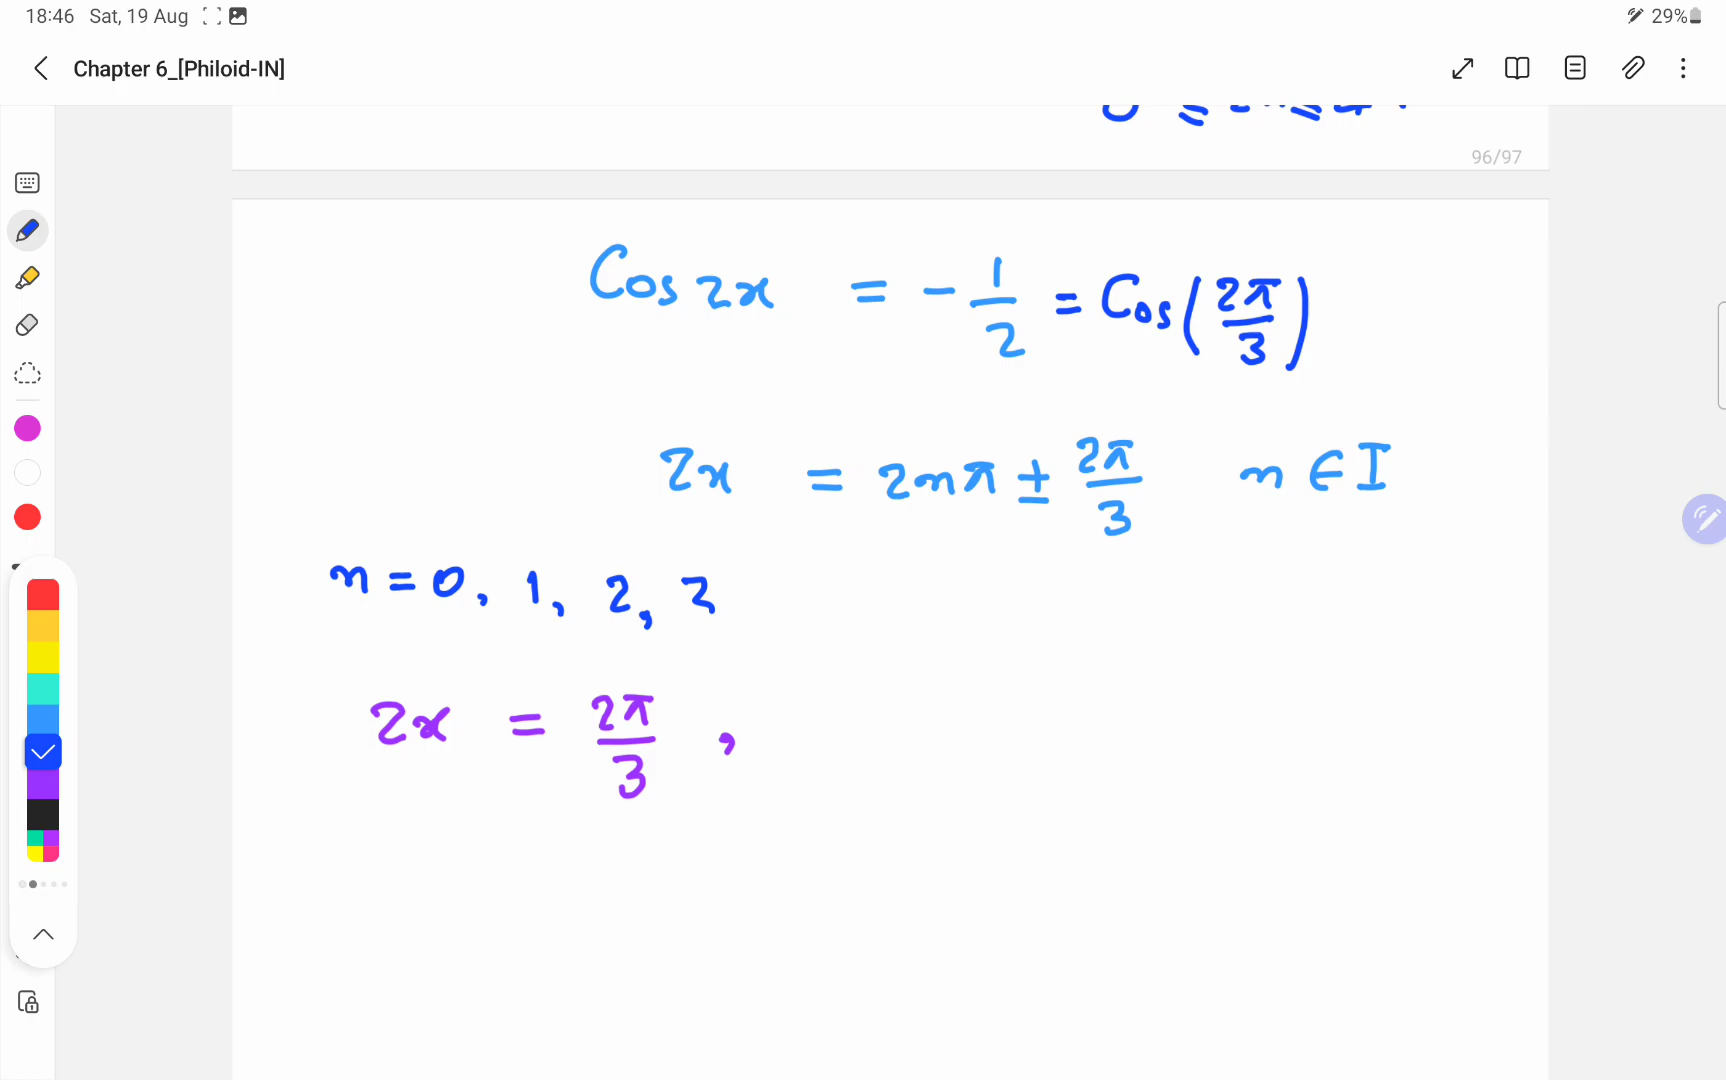 18:46 Sat, 19 Aug 29%
Chapter 6_[Philoid-IN]
96/97
Cos 2x = - 1/2 = Cos(2π/3)
2x = 2nπ ± 2π/3 n ∈ I
n = 0, 1, 2, 3
2x = 2π/3 ,